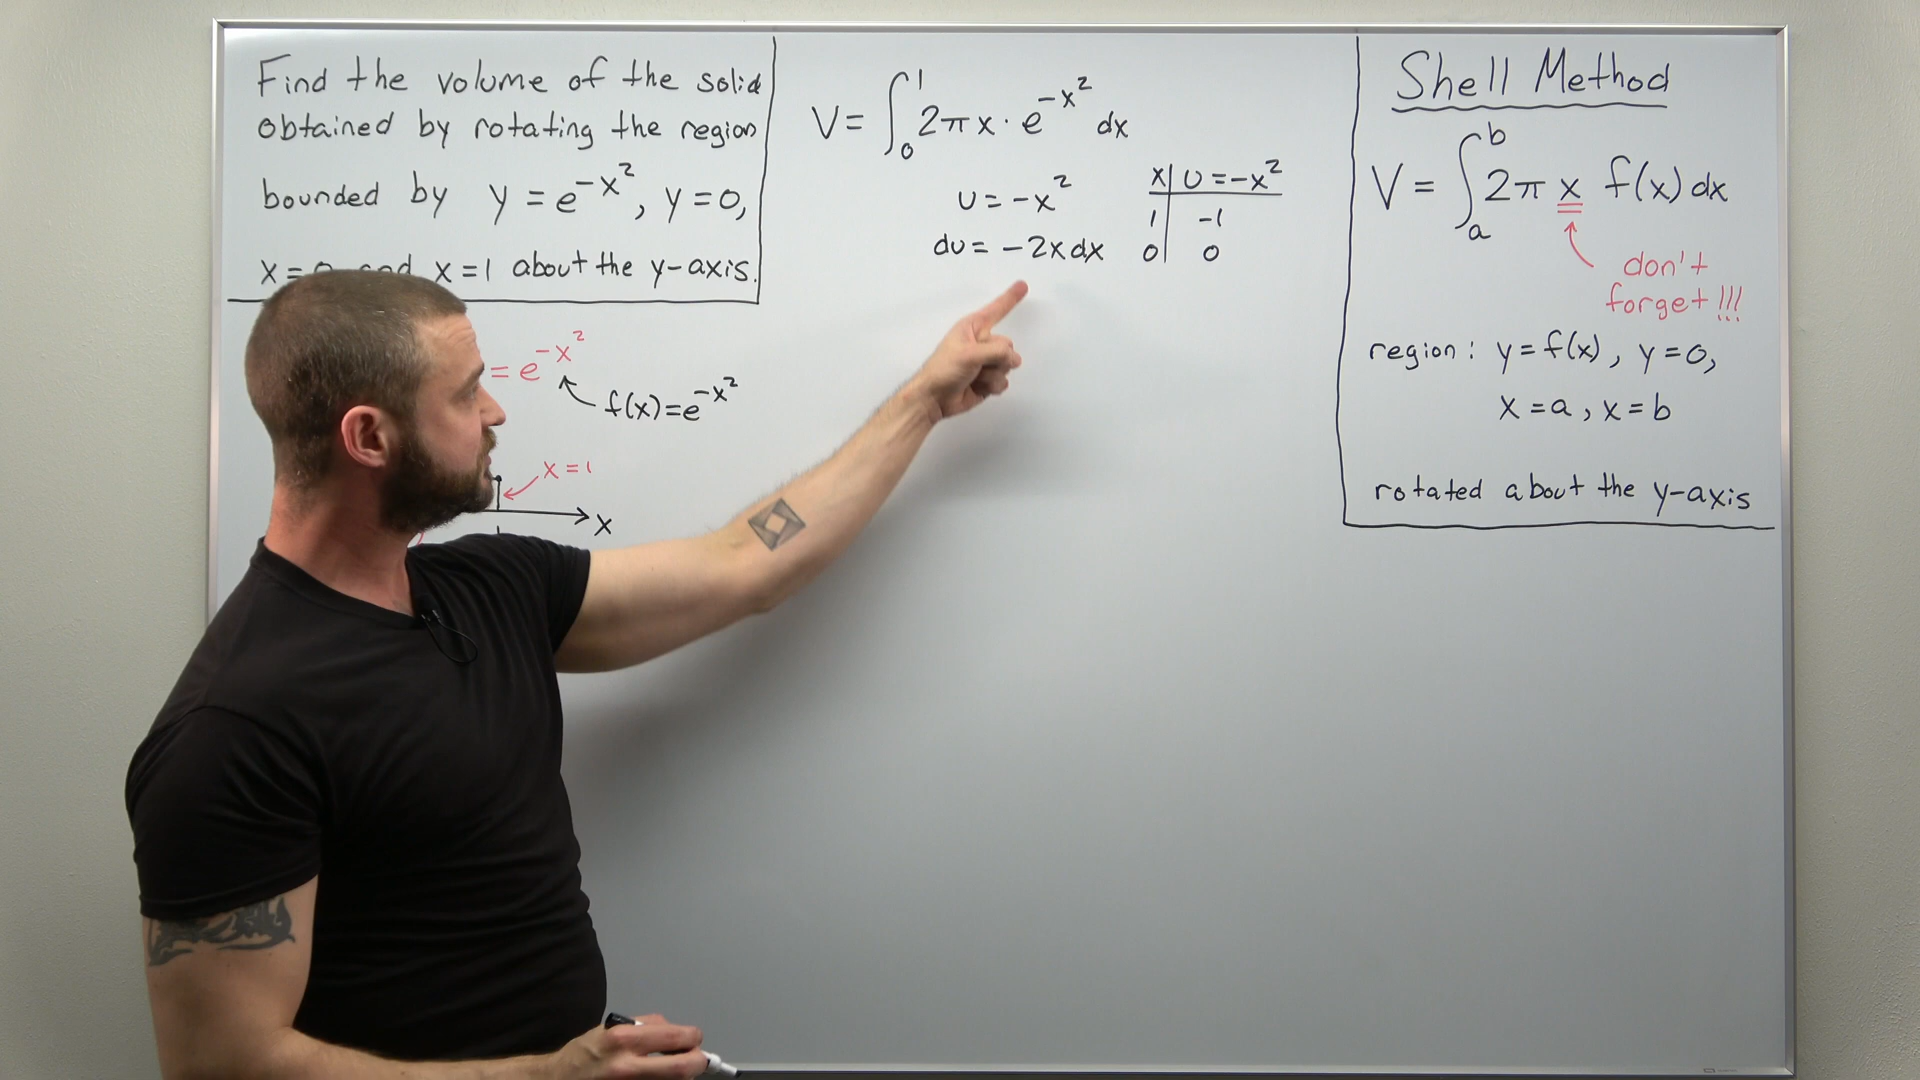 Find the volume of the solid
obtained by rotating the region
bounded by y = e^{-x^2}, y = 0,
x = 0 and x = 1 about the y-axis.
= e^{-x^2}
f(x) = e^{-x^2}
x = 1
x
V = ∫_0^1 2πx · e^{-x^2} dx
u = -x^2
du = -2x dx
x | u = -x^2
1 | -1
0 | 0
Shell Method
V = ∫_a^b 2π x f(x) dx
don't
forget !!!
region: y = f(x), y = 0,
x = a, x = b
rotated about the y-axis